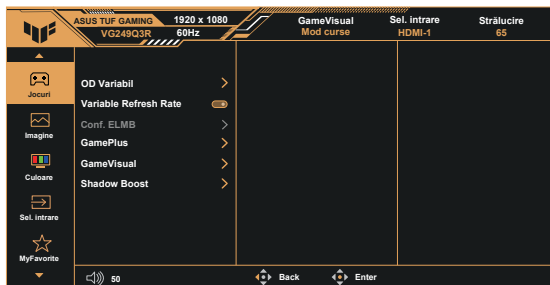 ASUS TUF GAMING
VG249Q3R
1920 x 1080
60Hz
GameVisual
Mod curse
Sel. intrare
HDMI-1
Strălucire
65
Jocuri
Imagine
Culoare
Sel. intrare
MyFavorite
OD Variabil
Variable Refresh Rate
Conf. ELMB
GamePlus
GameVisual
Shadow Boost
50
Back
Enter